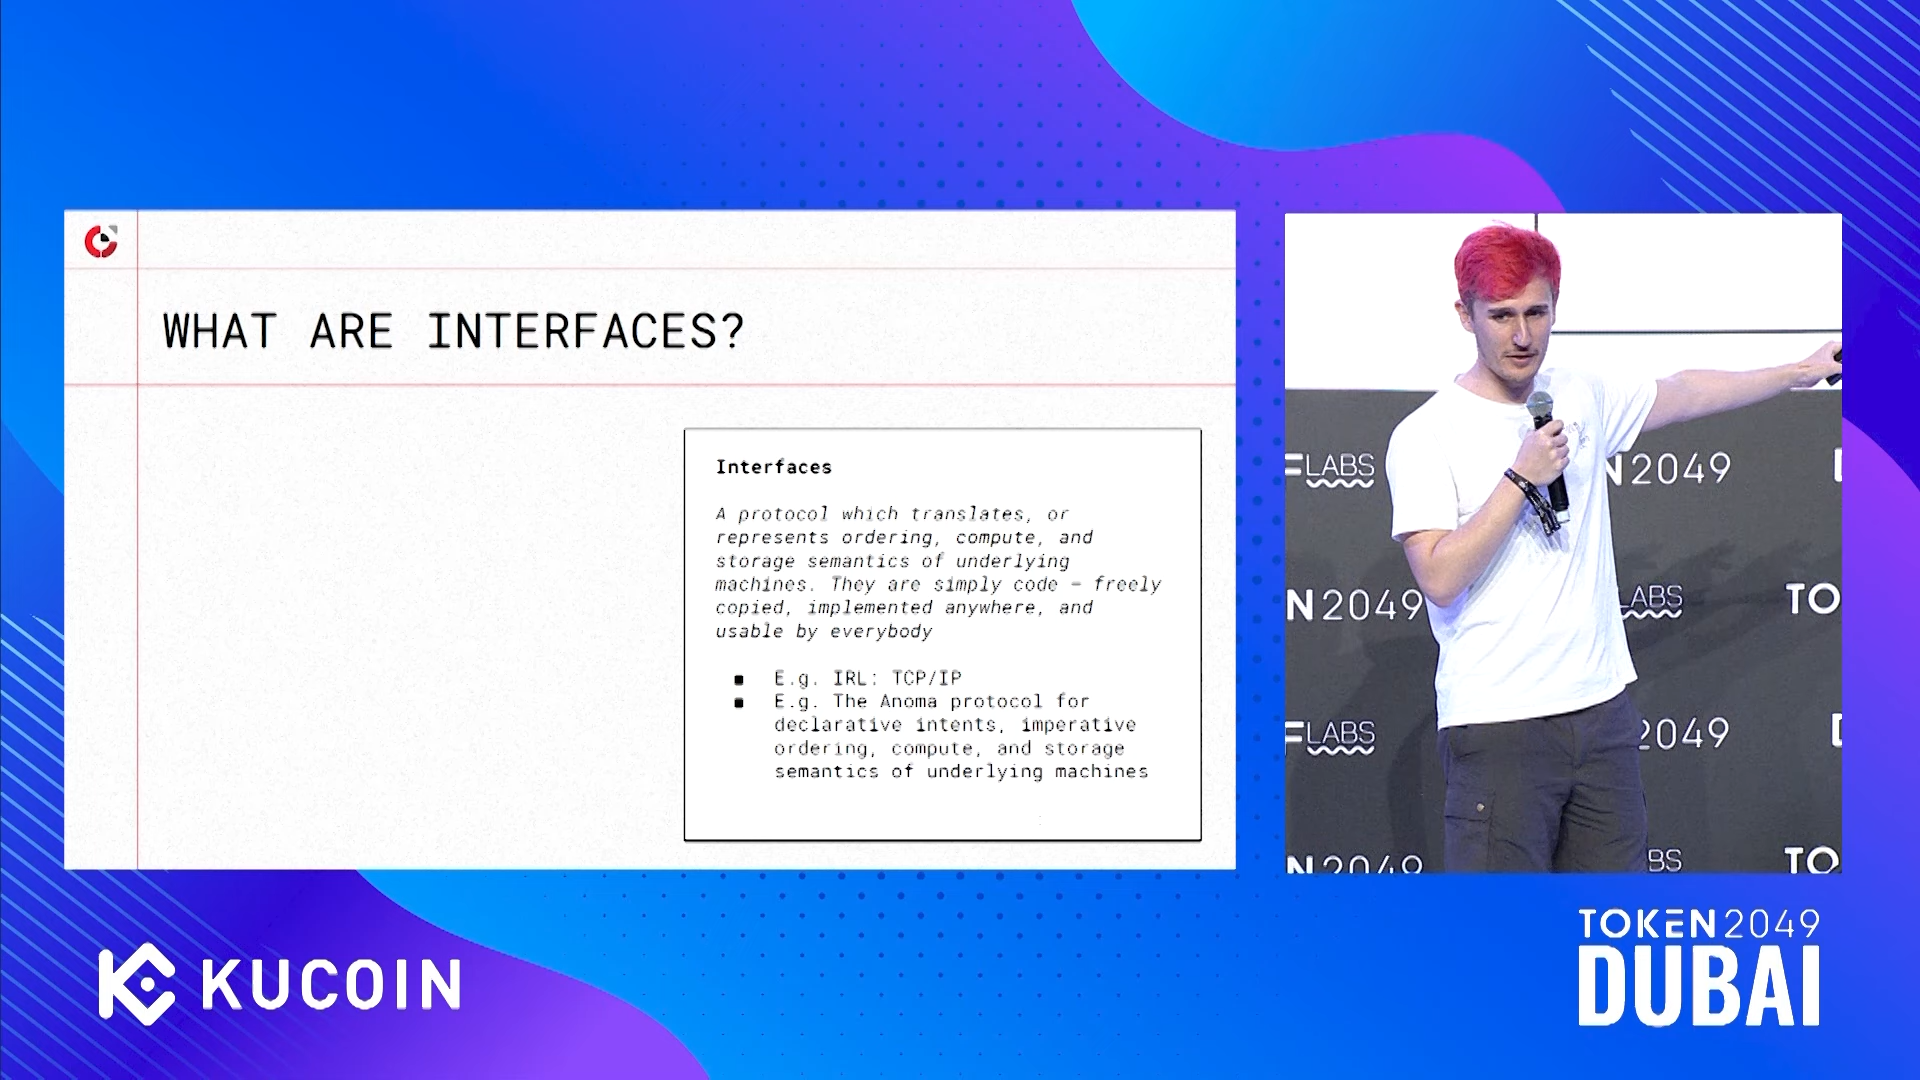 WHAT ARE INTERFACES?
Interfaces
A protocol which translates, or
represents ordering, compute, and
storage semantics of underlying
machines. They are simply code – freely
copied, implemented anywhere, and
usable by everybody
■ E.g. IRL: TCP/IP
■ E.g. The Anoma protocol for
declarative intents, imperative
ordering, compute, and storage
semantics of underlying machines
F LABS
N2049
N2049
LABS
TO
F LABS
2049
N2049
BS
TO
KUCOIN
TOKEN2049
DUBAI